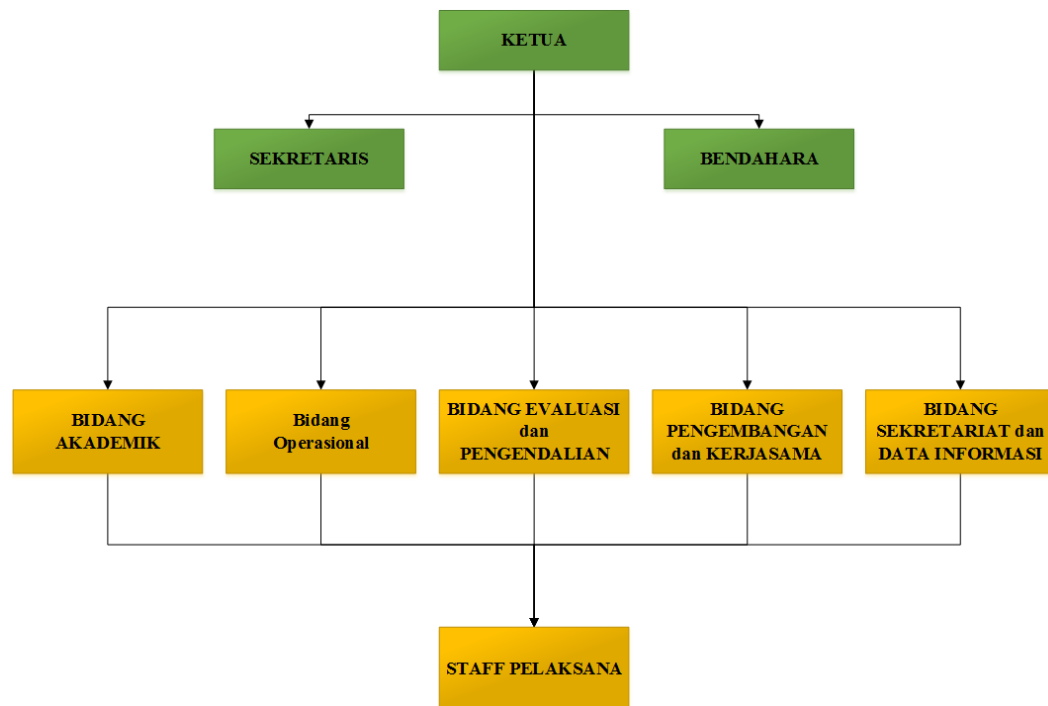 KETUA
SEKRETARIS
BENDAHARA
BIDANG
AKADEMIK
Bidang
Operasional
BIDANG EVALUASI
dan
PENGENDALIAN
BIDANG
PENGEMBANGAN
dan KERJASAMA
BIDANG
SEKRETARIAT dan
DATA INFORMASI
STAFF PELAKSANA